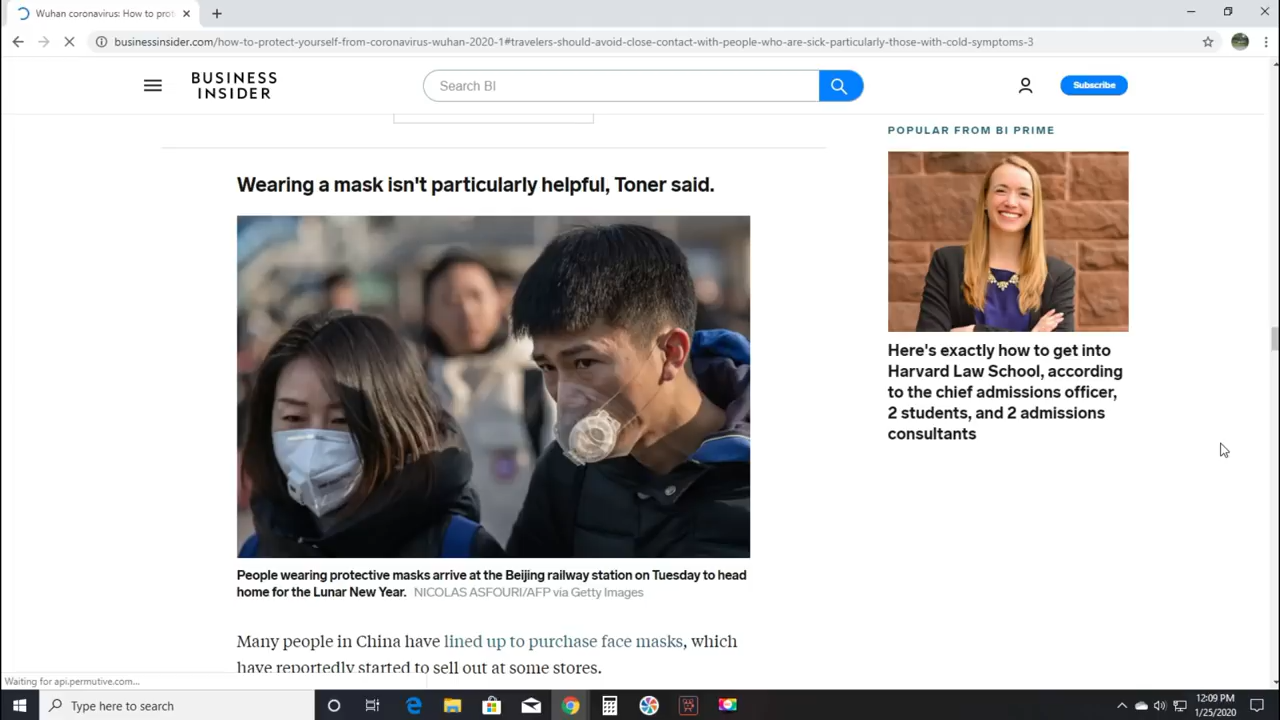 Wuhan coronavirus: How to prot
businessinsider.com/how-to-protect-yourself-from-coronavirus-wuhan-2020-1#travelers-should-avoid-close-contact-with-people-who-are-sick-particularly-those-with-cold-symptoms-3
BUSINESS
INSIDER
Search BI
Subscribe
POPULAR FROM BI PRIME
Wearing a mask isn't particularly helpful, Toner said.
Here's exactly how to get into
Harvard Law School, according
to the chief admissions officer,
2 students, and 2 admissions
consultants
People wearing protective masks arrive at the Beijing railway station on Tuesday to head
home for the Lunar New Year. NICOLAS ASFOURI/AFP via Getty Images
Many people in China have lined up to purchase face masks, which
have reportedly started to sell out at some stores.
Waiting for api.permutive.com...
Type here to search
12:09 PM
1/25/2020